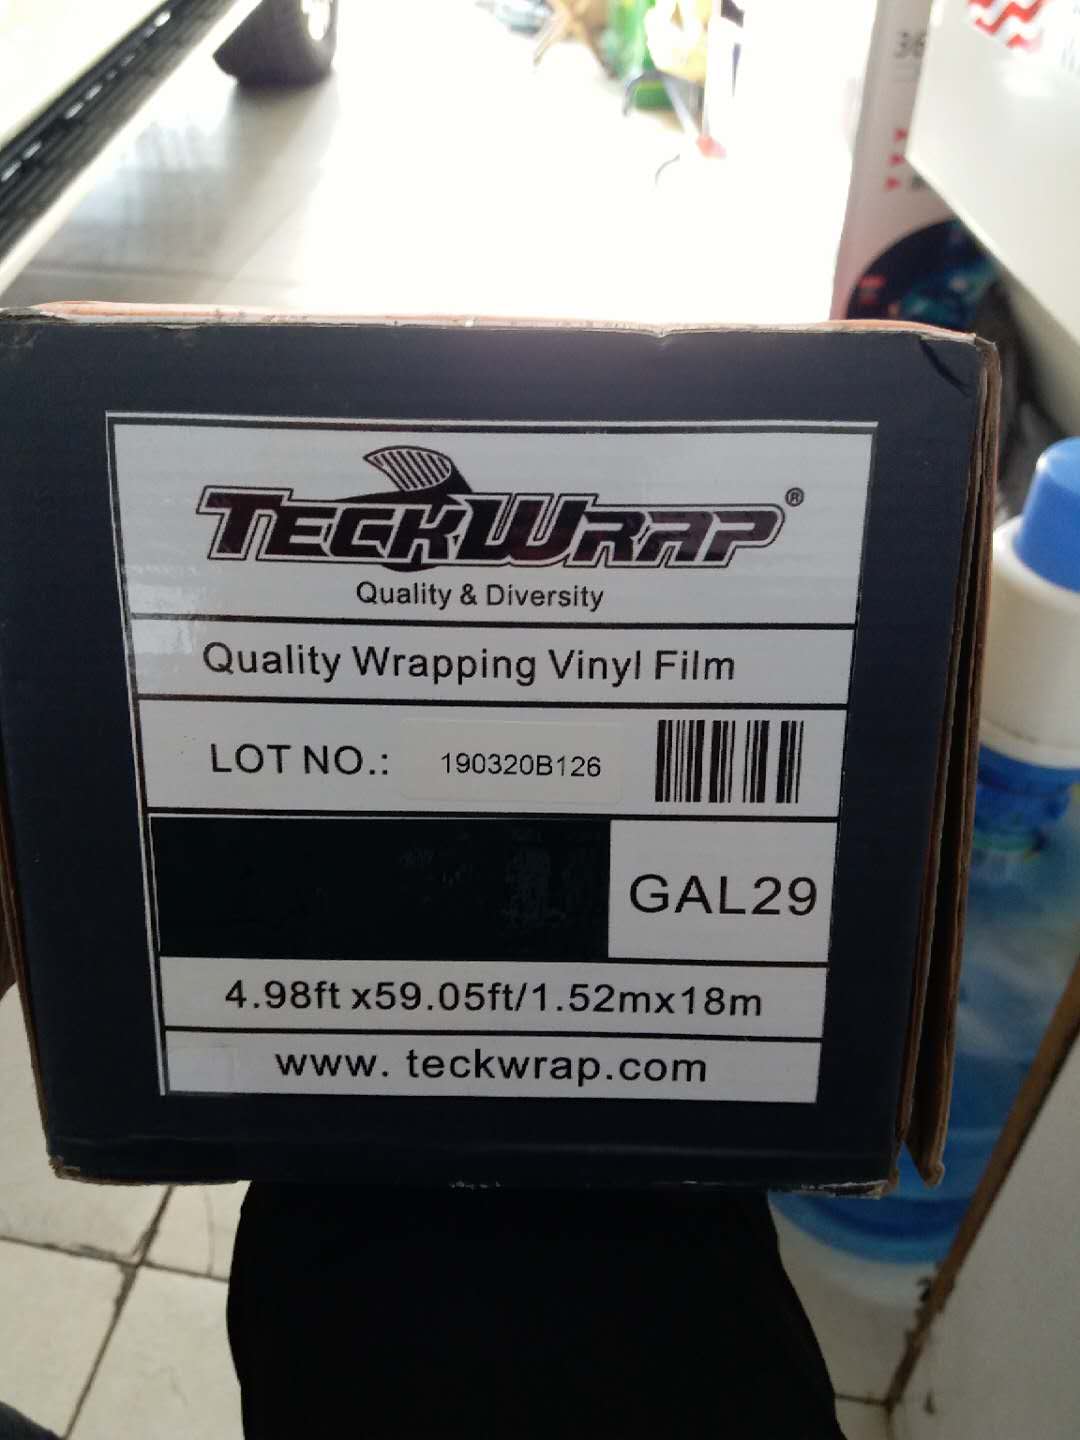 TECKWRAP®
Quality & Diversity
Quality Wrapping Vinyl Film
LOT NO.: 190320B126
GAL29
4.98ft x59.05ft/1.52mx18m
www. teckwrap.com